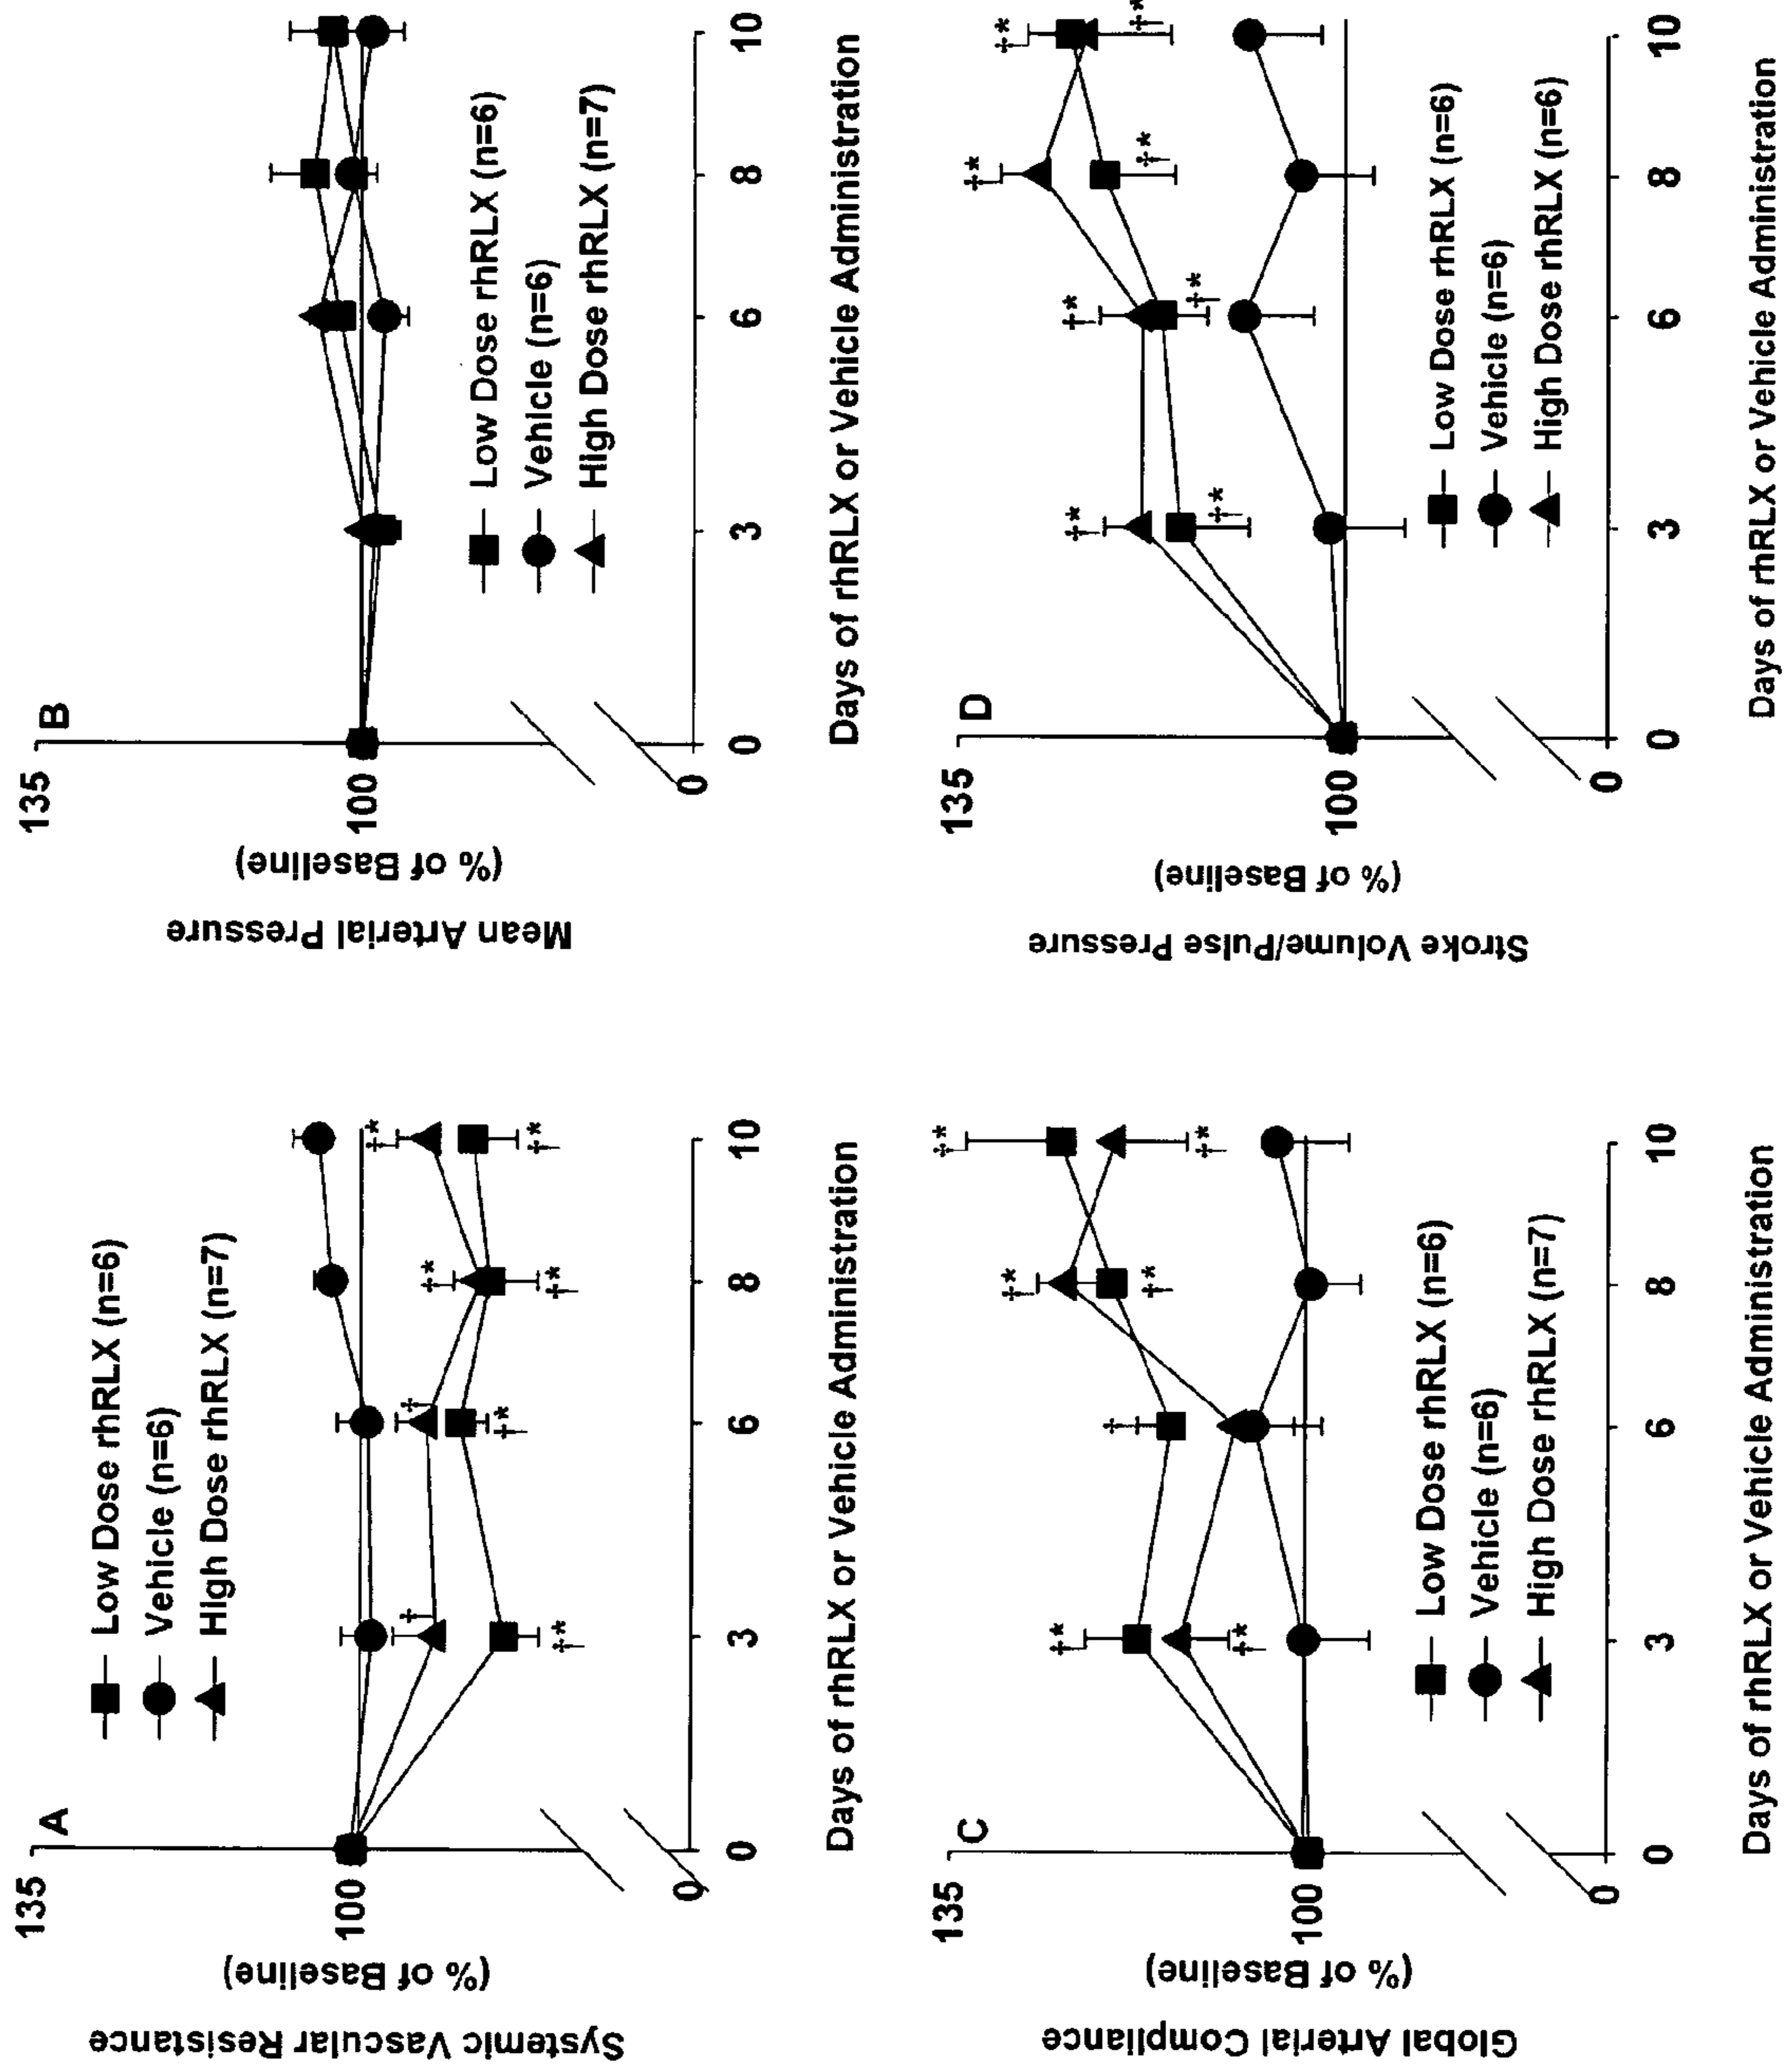 A
Systemic Vascular Resistance
(% of Baseline)
135
100
0
Low Dose rhRLX (n=6)
Vehicle (n=6)
High Dose rhRLX (n=7)
†
†
‡*
‡*
‡*
‡*
‡*
‡*
0 3 6 8 10
Days of rhRLX or Vehicle Administration
B
Mean Arterial Pressure
(% of Baseline)
135
100
0
Low Dose rhRLX (n=6)
Vehicle (n=6)
High Dose rhRLX (n=7)
0 3 6 8 10
Days of rhRLX or Vehicle Administration
C
Global Arterial Compliance
(% of Baseline)
135
100
0
‡*
‡*
†
‡*
‡*
‡*
‡*
Low Dose rhRLX (n=6)
Vehicle (n=6)
High Dose rhRLX (n=7)
0 3 6 8 10
Days of rhRLX or Vehicle Administration
D
Stroke Volume/Pulse Pressure
(% of Baseline)
135
100
0
‡*
‡*
‡*
‡*
‡*
‡*
‡*
‡*
Low Dose rhRLX (n=6)
Vehicle (n=6)
High Dose rhRLX (n=6)
0 3 6 8 10
Days of rhRLX or Vehicle Administration